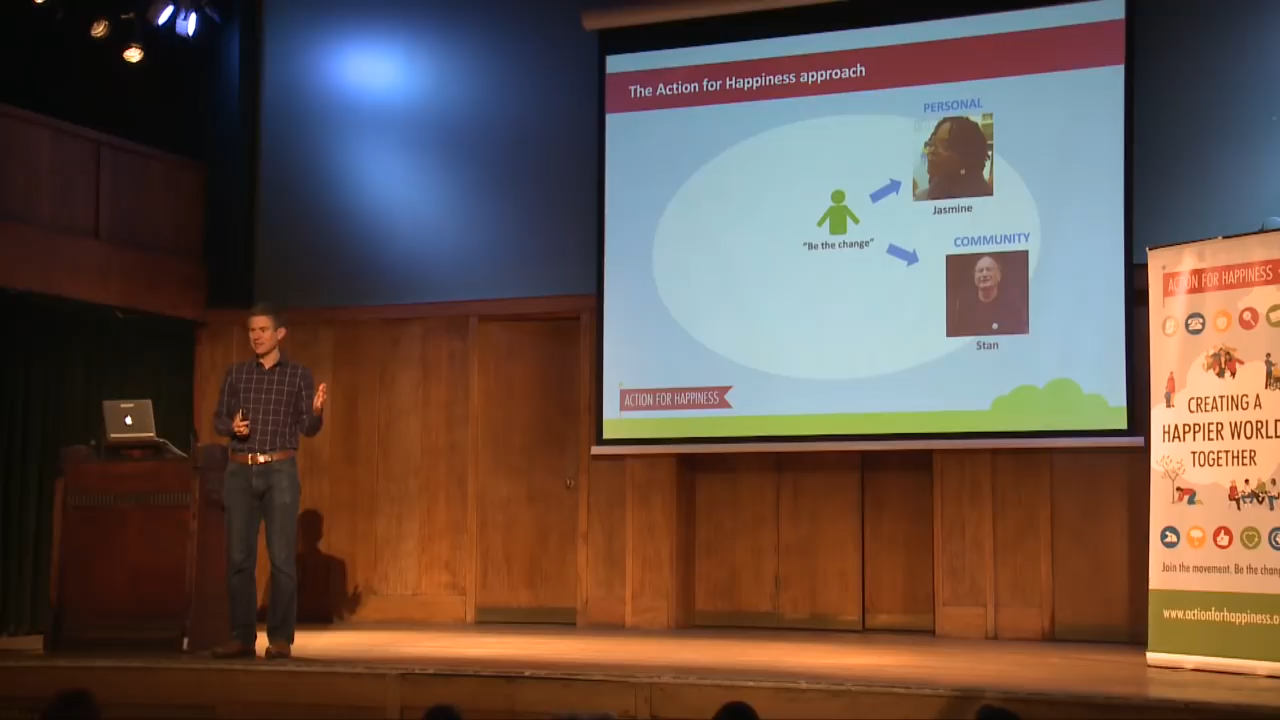 The Action for Happiness approach
PERSONAL
Jasmine
"Be the change"
COMMUNITY
Stan
ACTION FOR HAPPINESS
ACTION FOR HAPPINESS
CREATING A
HAPPIER WORLD
TOGETHER
Join the movement. Be the chan
www.actionforhappiness.o